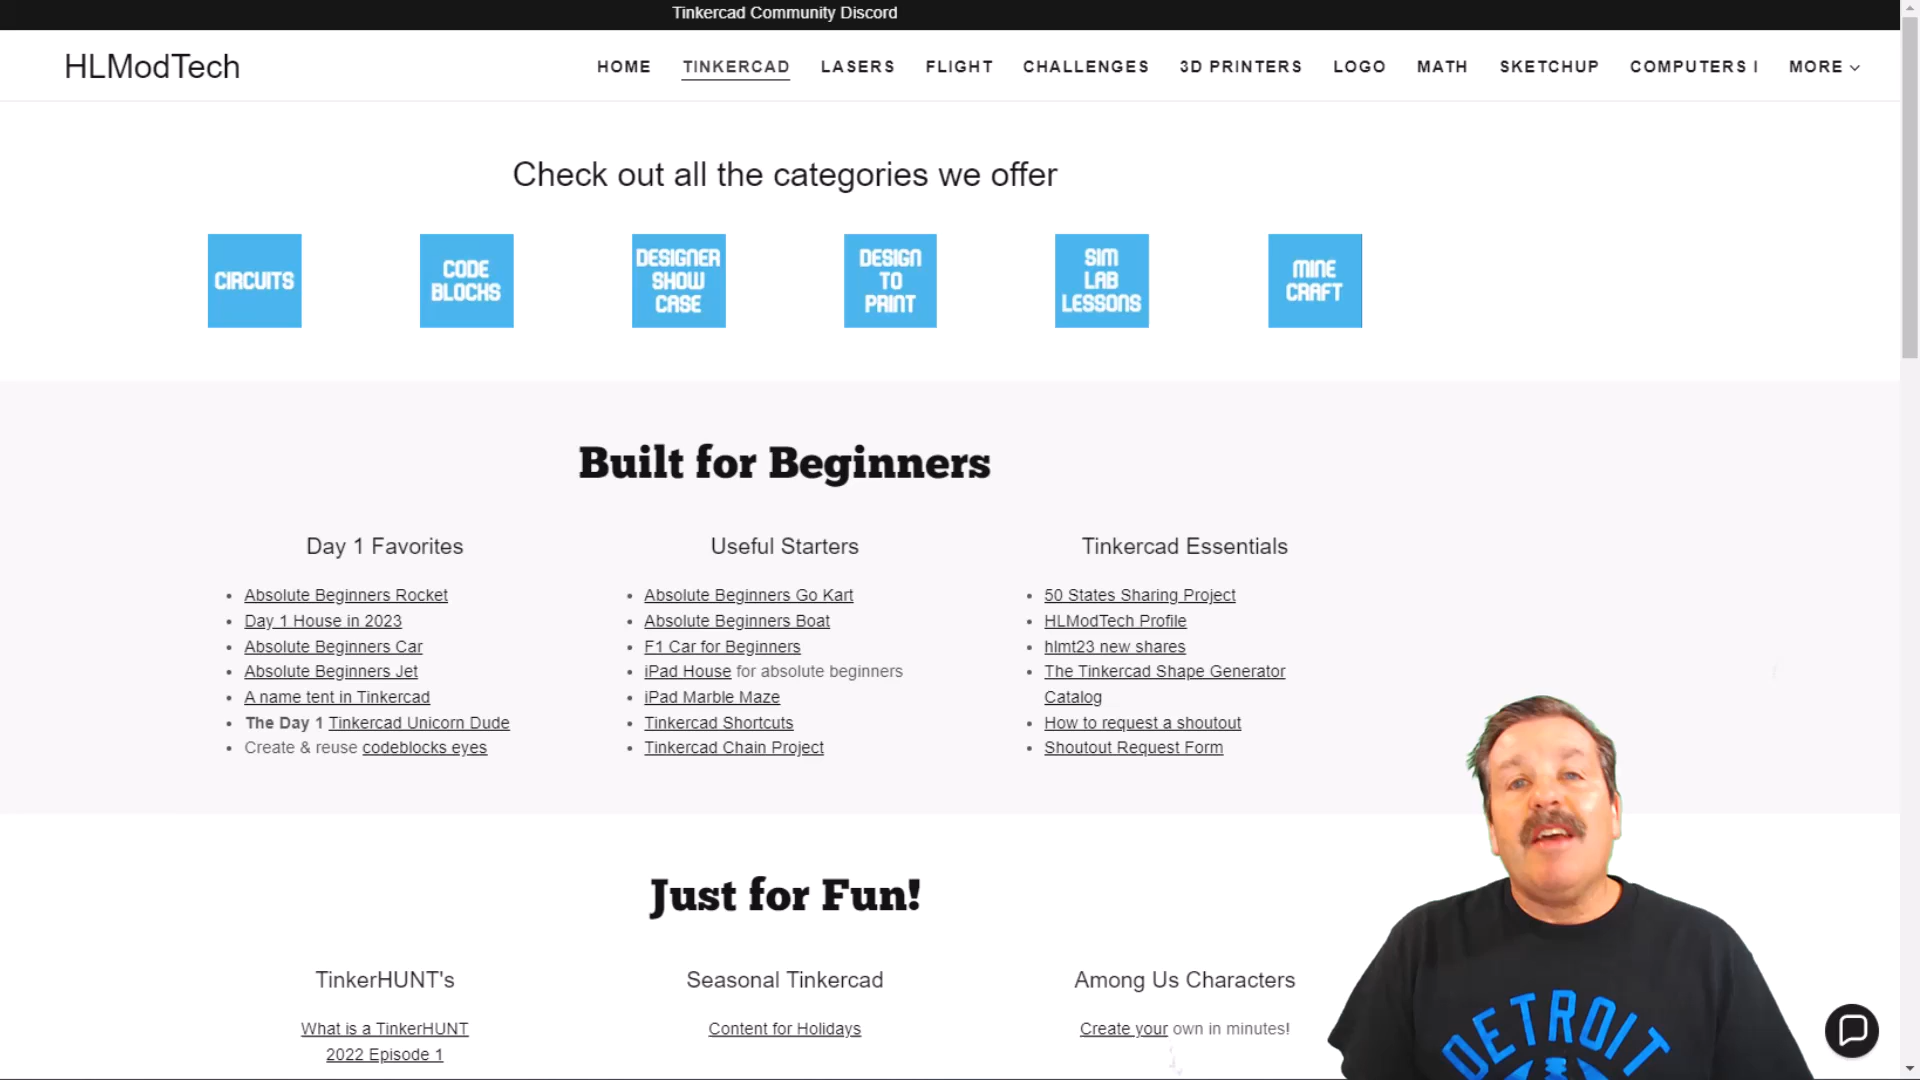 Tinkercad Community Discord
HLModTech
HOME TINKERCAD LASERS FLIGHT CHALLENGES 3D PRINTERS LOGO MATH SKETCHUP COMPUTERS I MORE
Check out all the categories we offer
CIRCUITS
CODE
BLOCKS
DESIGNER
SHOW
CASE
DESIGN
TO
PRINT
SIM
LAB
LESSONS
MINE
CRAFT
Built for Beginners
Day 1 Favorites
Absolute Beginners Rocket
Day 1 House in 2023
Absolute Beginners Car
Absolute Beginners Jet
A name tent in Tinkercad
The Day 1 Tinkercad Unicorn Dude
Create & reuse codeblocks eyes
Useful Starters
Absolute Beginners Go Kart
Absolute Beginners Boat
F1 Car for Beginners
iPad House for absolute beginners
iPad Marble Maze
Tinkercad Shortcuts
Tinkercad Chain Project
Tinkercad Essentials
50 States Sharing Project
HLModTech Profile
hlmt23 new shares
The Tinkercad Shape Generator
Catalog
How to request a shoutout
Shoutout Request Form
Just for Fun!
TinkerHUNT's
What is a TinkerHUNT
2022 Episode 1
Seasonal Tinkercad
Content for Holidays
Among Us Characters
Create your own in minutes!
DETROIT